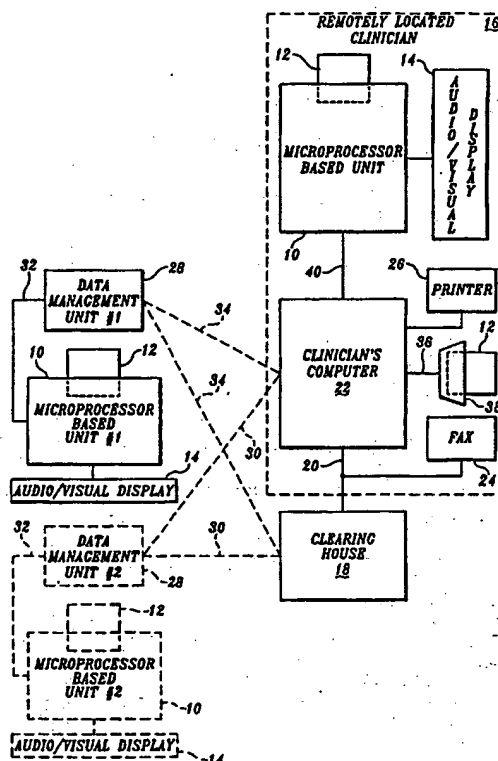 REMOTELY LOCATED
CLINICIAN
16
12
14
MICROPROCESSOR
BASED UNIT
AUDIO/VISUAL
DISPLAY
10
40
26
PRINTER
32
28
DATA
MANAGEMENT
UNIT #1
34
12
CLINICIAN'S
COMPUTER
22
36
38
10
12
34
MICROPROCESSOR
BASED
UNIT #1
30
FAX
14
20
24
AUDIO/VISUAL DISPLAY
32
DATA
MANAGEMENT
UNIT #2
30
28
CLEARING
HOUSE
18
12
MICROPROCESSOR
BASED
UNIT #2
10
AUDIO/VISUAL DISPLAY
14